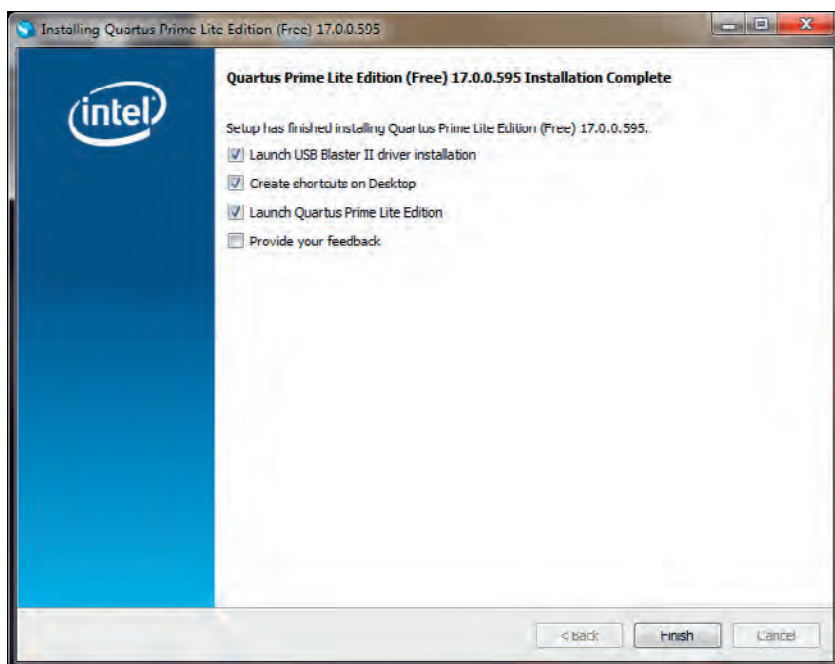 Installing Quartus Prime Lite Edition (Free) 17.0.0.595
intel
Quartus Prime Lite Edition (Free) 17.0.0.595 Installation Complete
Setup has finished installing Quartus Prime Lite Edition (Free) 17.0.0.595.
Launch USB Blaster II driver installation
Create shortcuts on Desktop
Launch Quartus Prime Lite Edition
Provide your feedback
< Back Finish Cancel